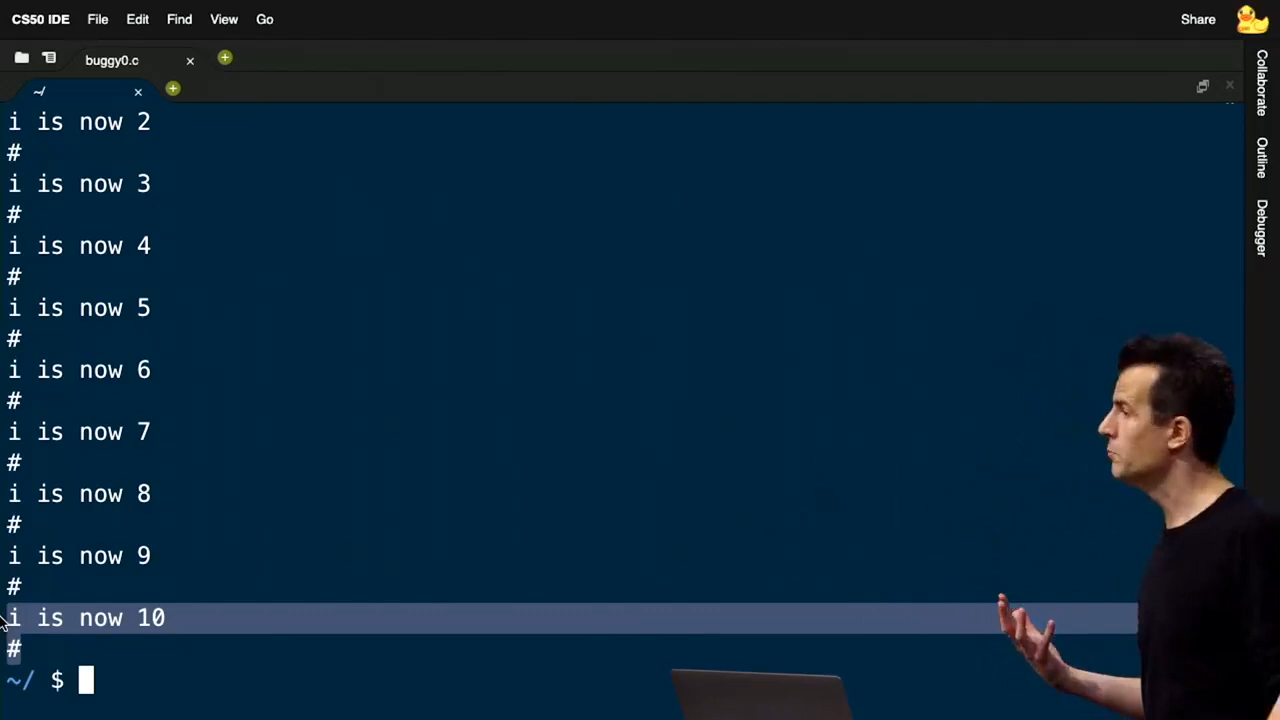 CS50 IDE File Edit Find View Go Share
buggy0.c
~/
i is now 2
#
i is now 3
#
i is now 4
#
i is now 5
#
i is now 6
#
i is now 7
#
i is now 8
#
i is now 9
#
i is now 10
#
~/ $
Collaborate
Outline
Debugger